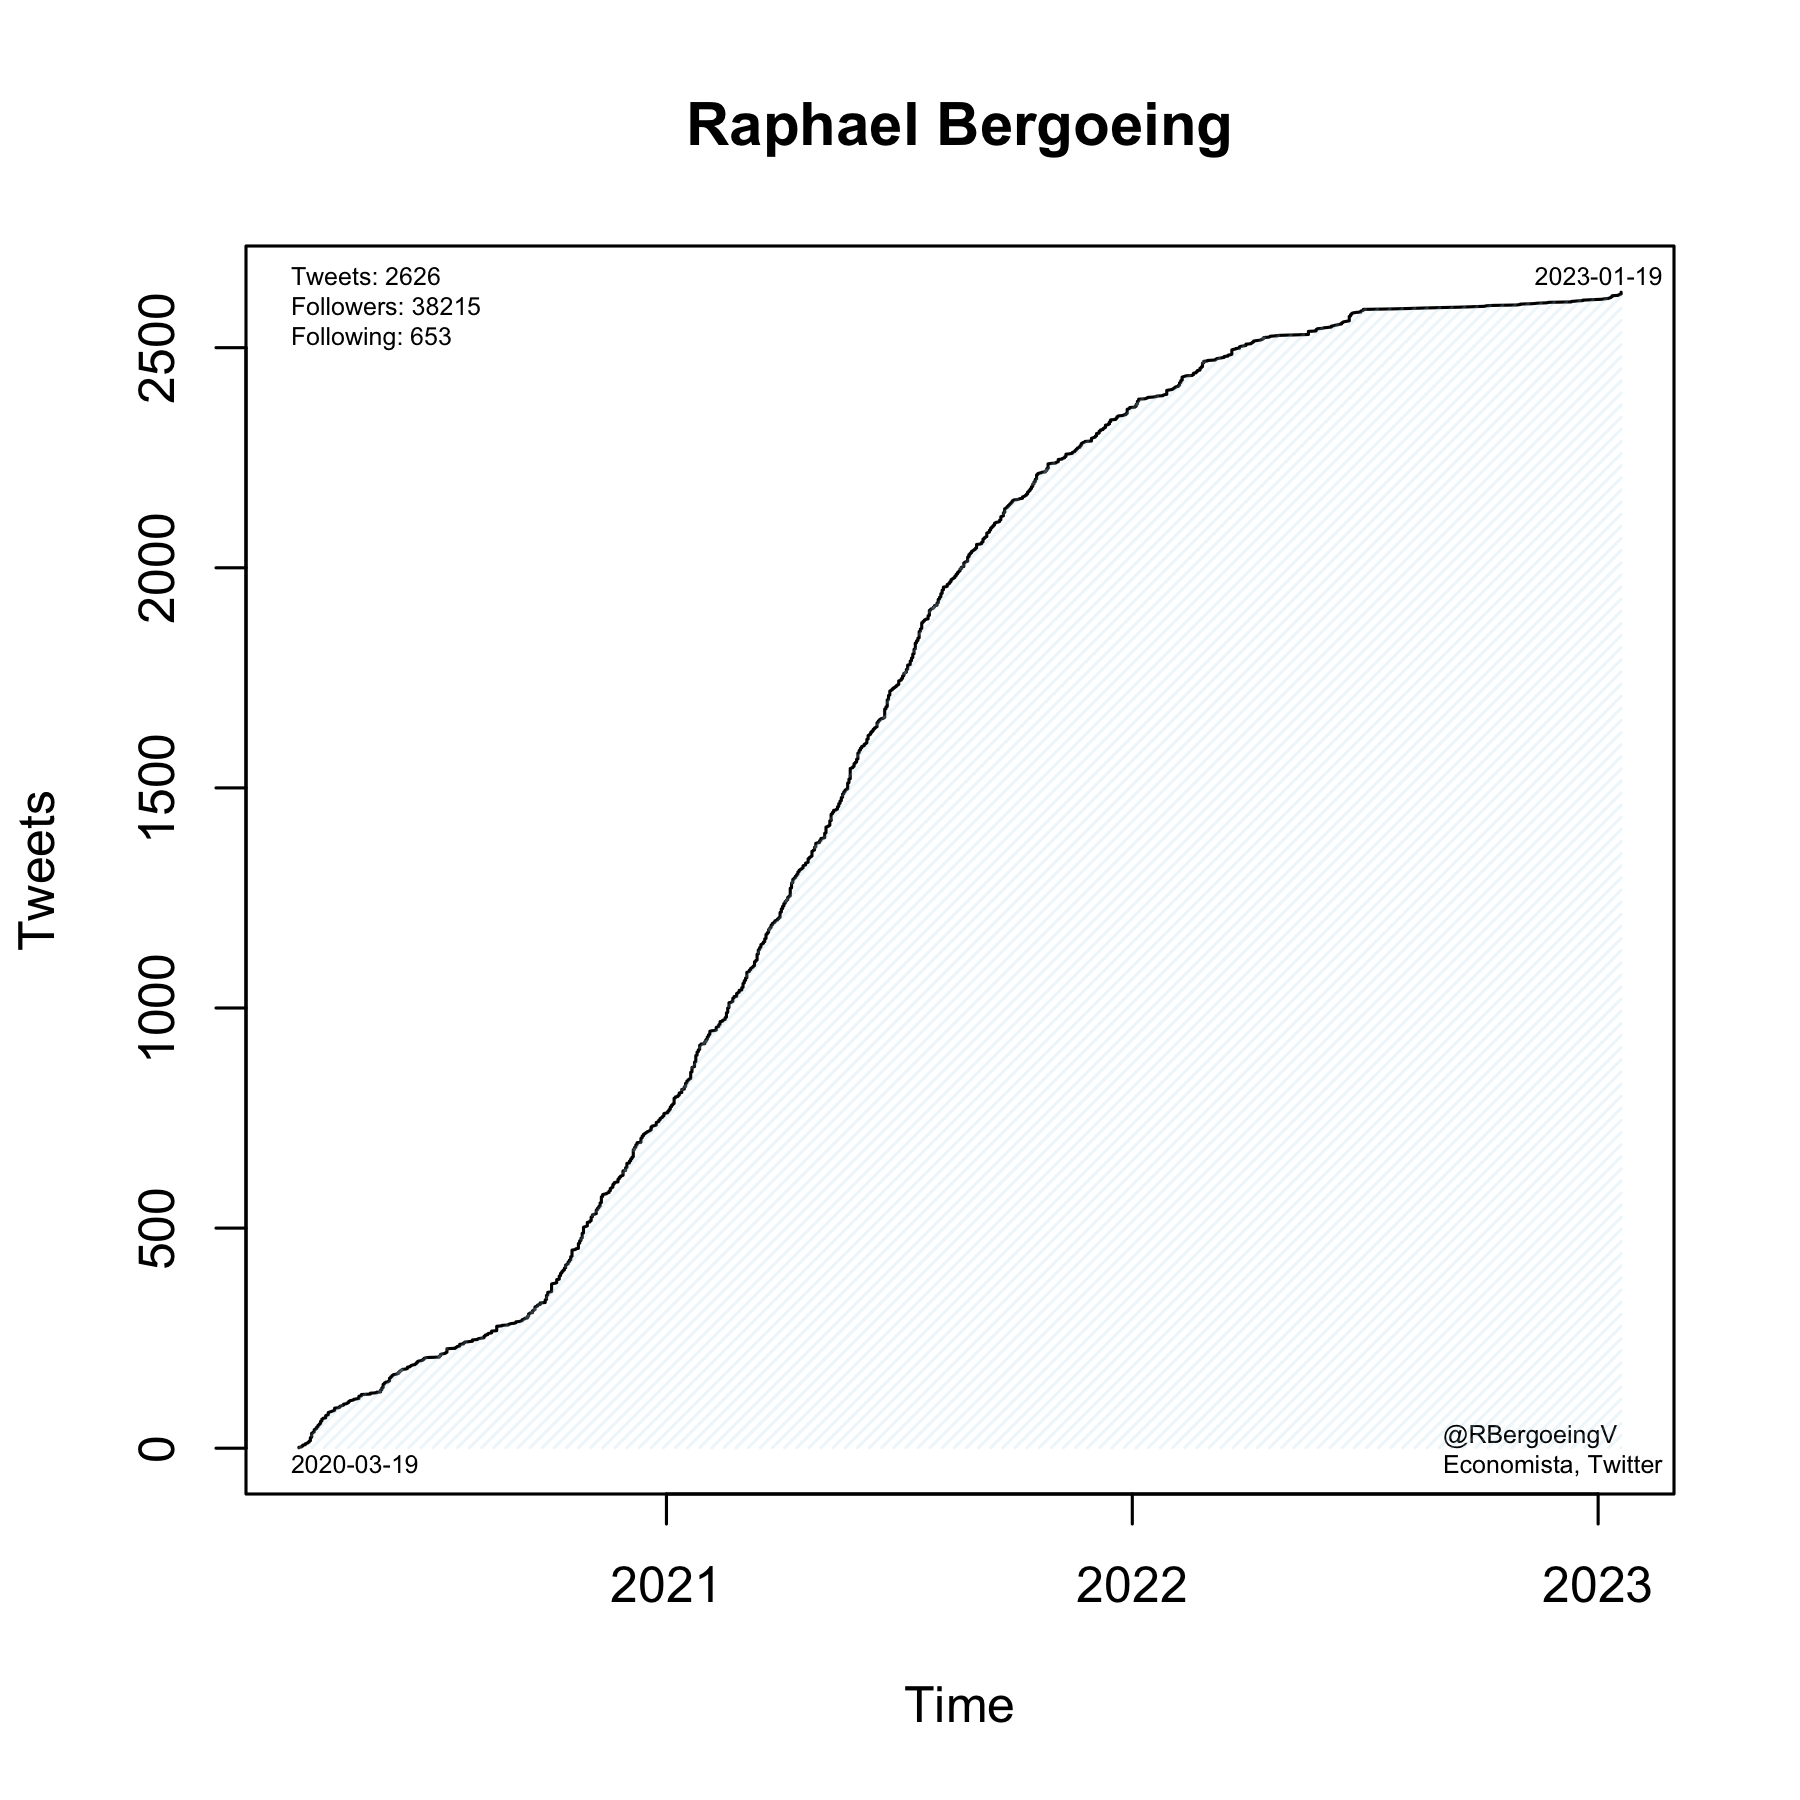 Raphael Bergoeing
Tweets: 2626
Followers: 38215
Following: 653
2023-01-19
2500
2000
1500
1000
500
0
Tweets
2020-03-19
@RBergoeingV
Economista, Twitter
2021
2022
2023
Time